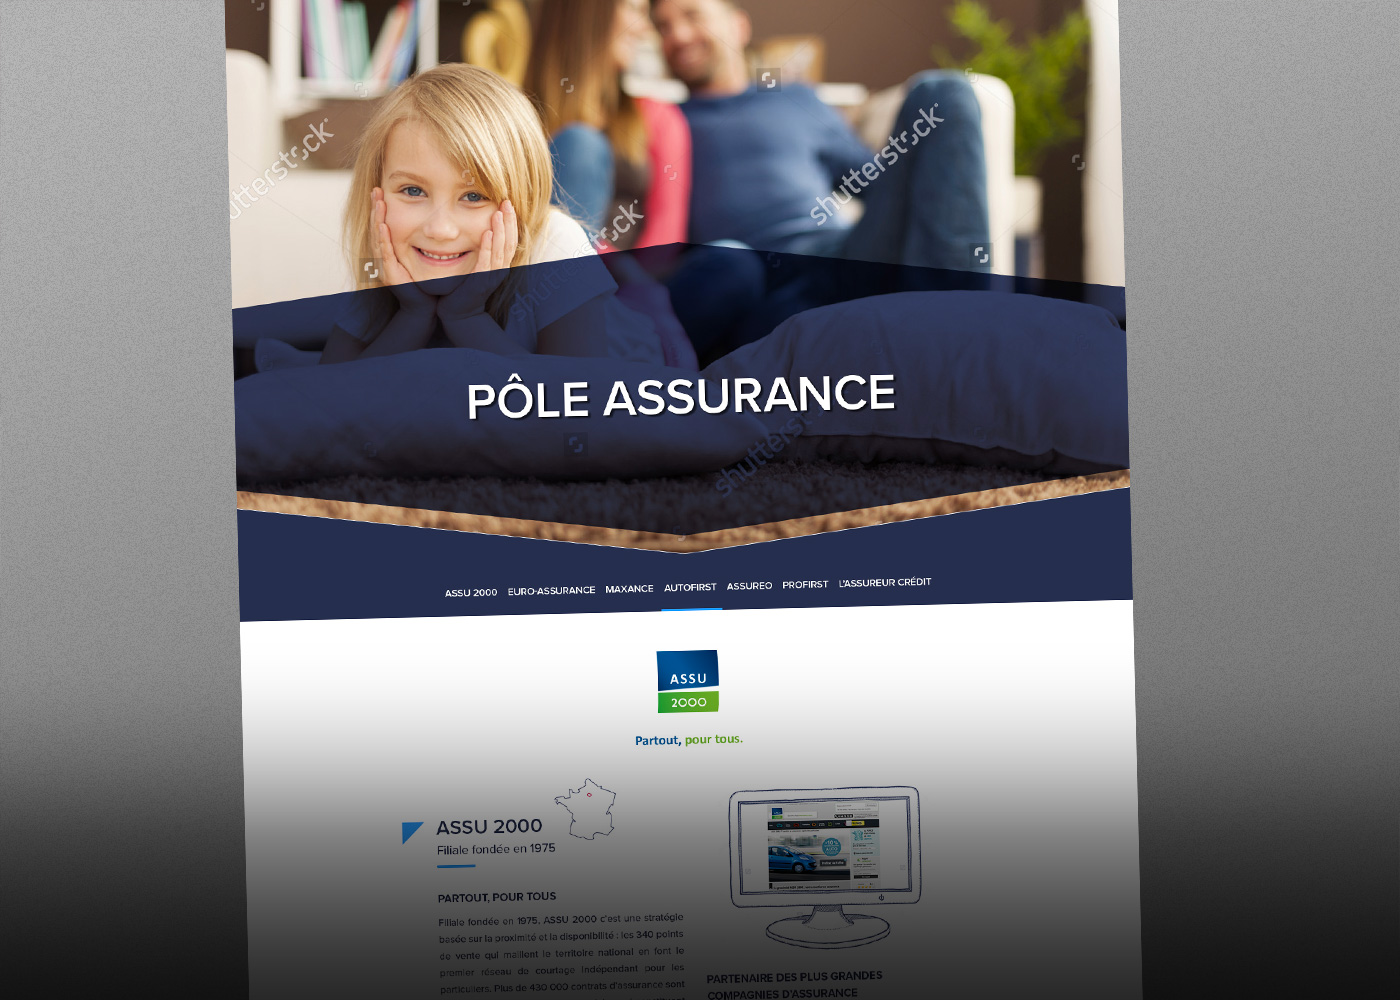 shutterstock
shutterstock
shutterstock
PÔLE ASSURANCE
ASSU 2000 EURO-ASSURANCE MAXANCE AUTOFIRST ASSUREO PROFIRST L'ASSUREUR CRÉDIT
ASSU
2000
Partout, pour tous.
ASSU 2000
Filiale fondée en 1975
PARTOUT, POUR TOUS
Filiale fondée en 1975, ASSU 2000 c'est une stratégie
basée sur la proximité et la disponibilité : les 340 points
de vente qui maillent le territoire national en font le
premier réseau de courtage indépendant pour les
particuliers. Plus de 430 000 contrats d'assurance sont
PARTENAIRE DES PLUS GRANDES
COMPAGNIES D'ASSURANCE